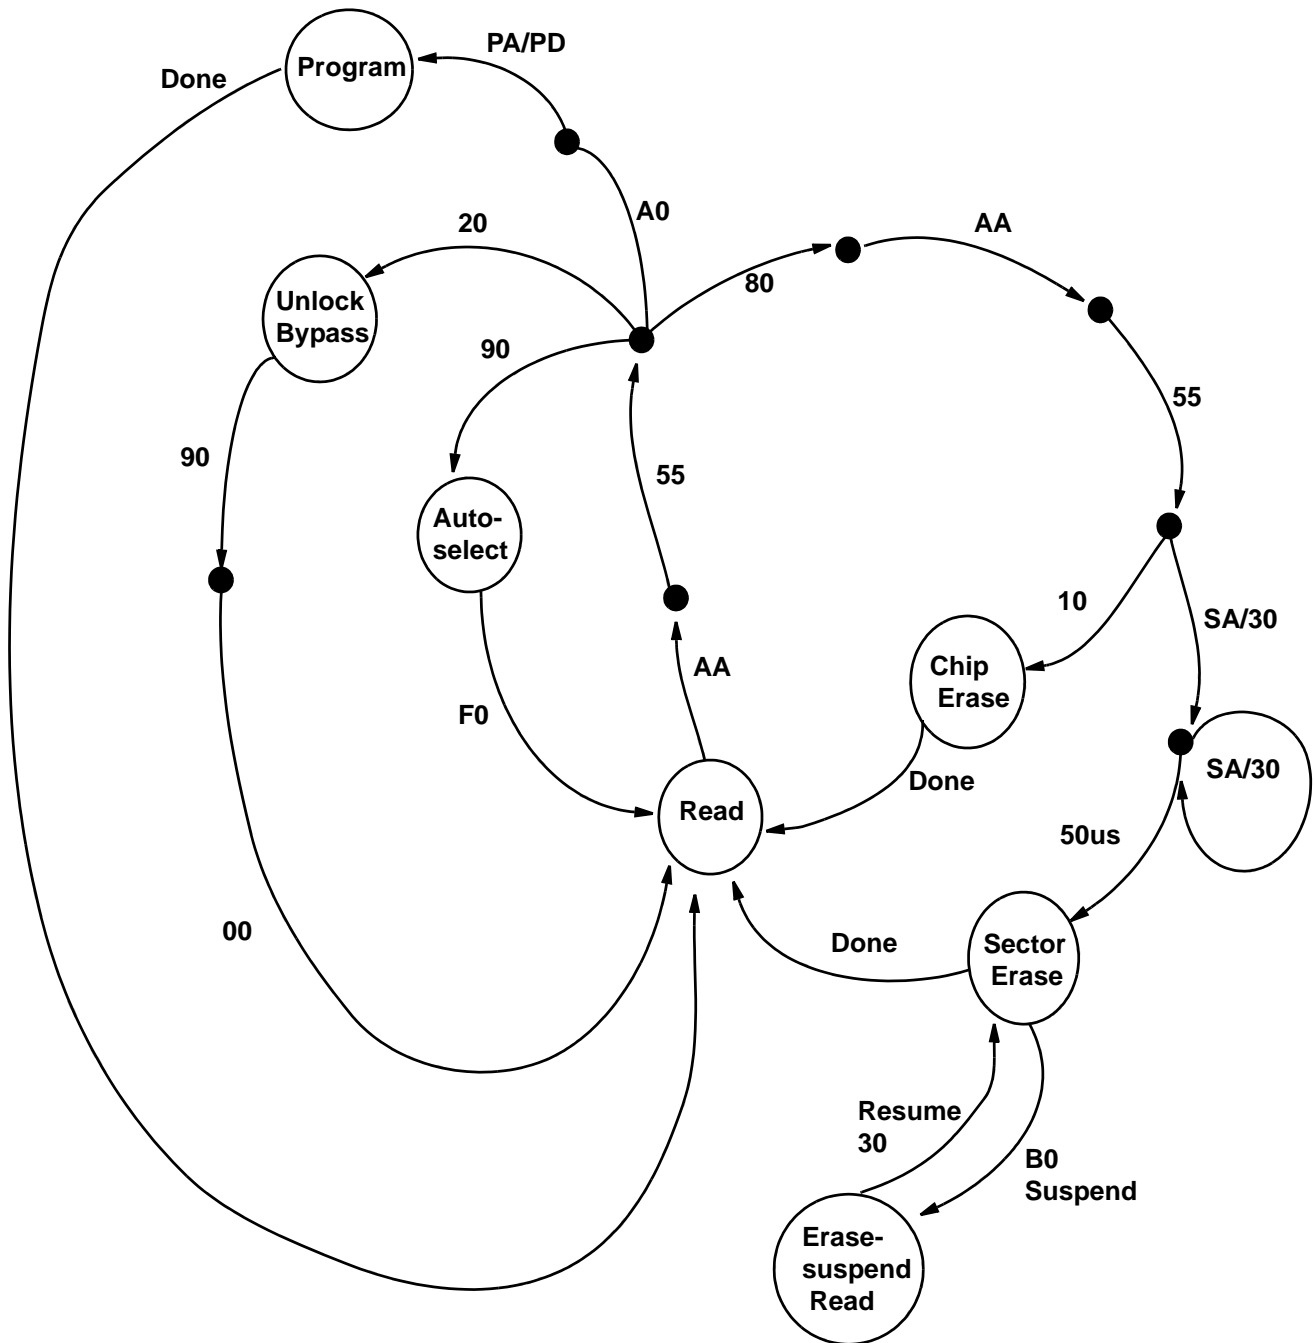 PA/PD
Done
Program
A0
20
AA
80
Unlock
Bypass
90
55
90
55
Auto-
select
10
SA/30
AA
Chip
Erase
F0
SA/30
Done
Read
50us
00
Done
Sector
Erase
Resume
30
B0
Suspend
Erase-
suspend
Read